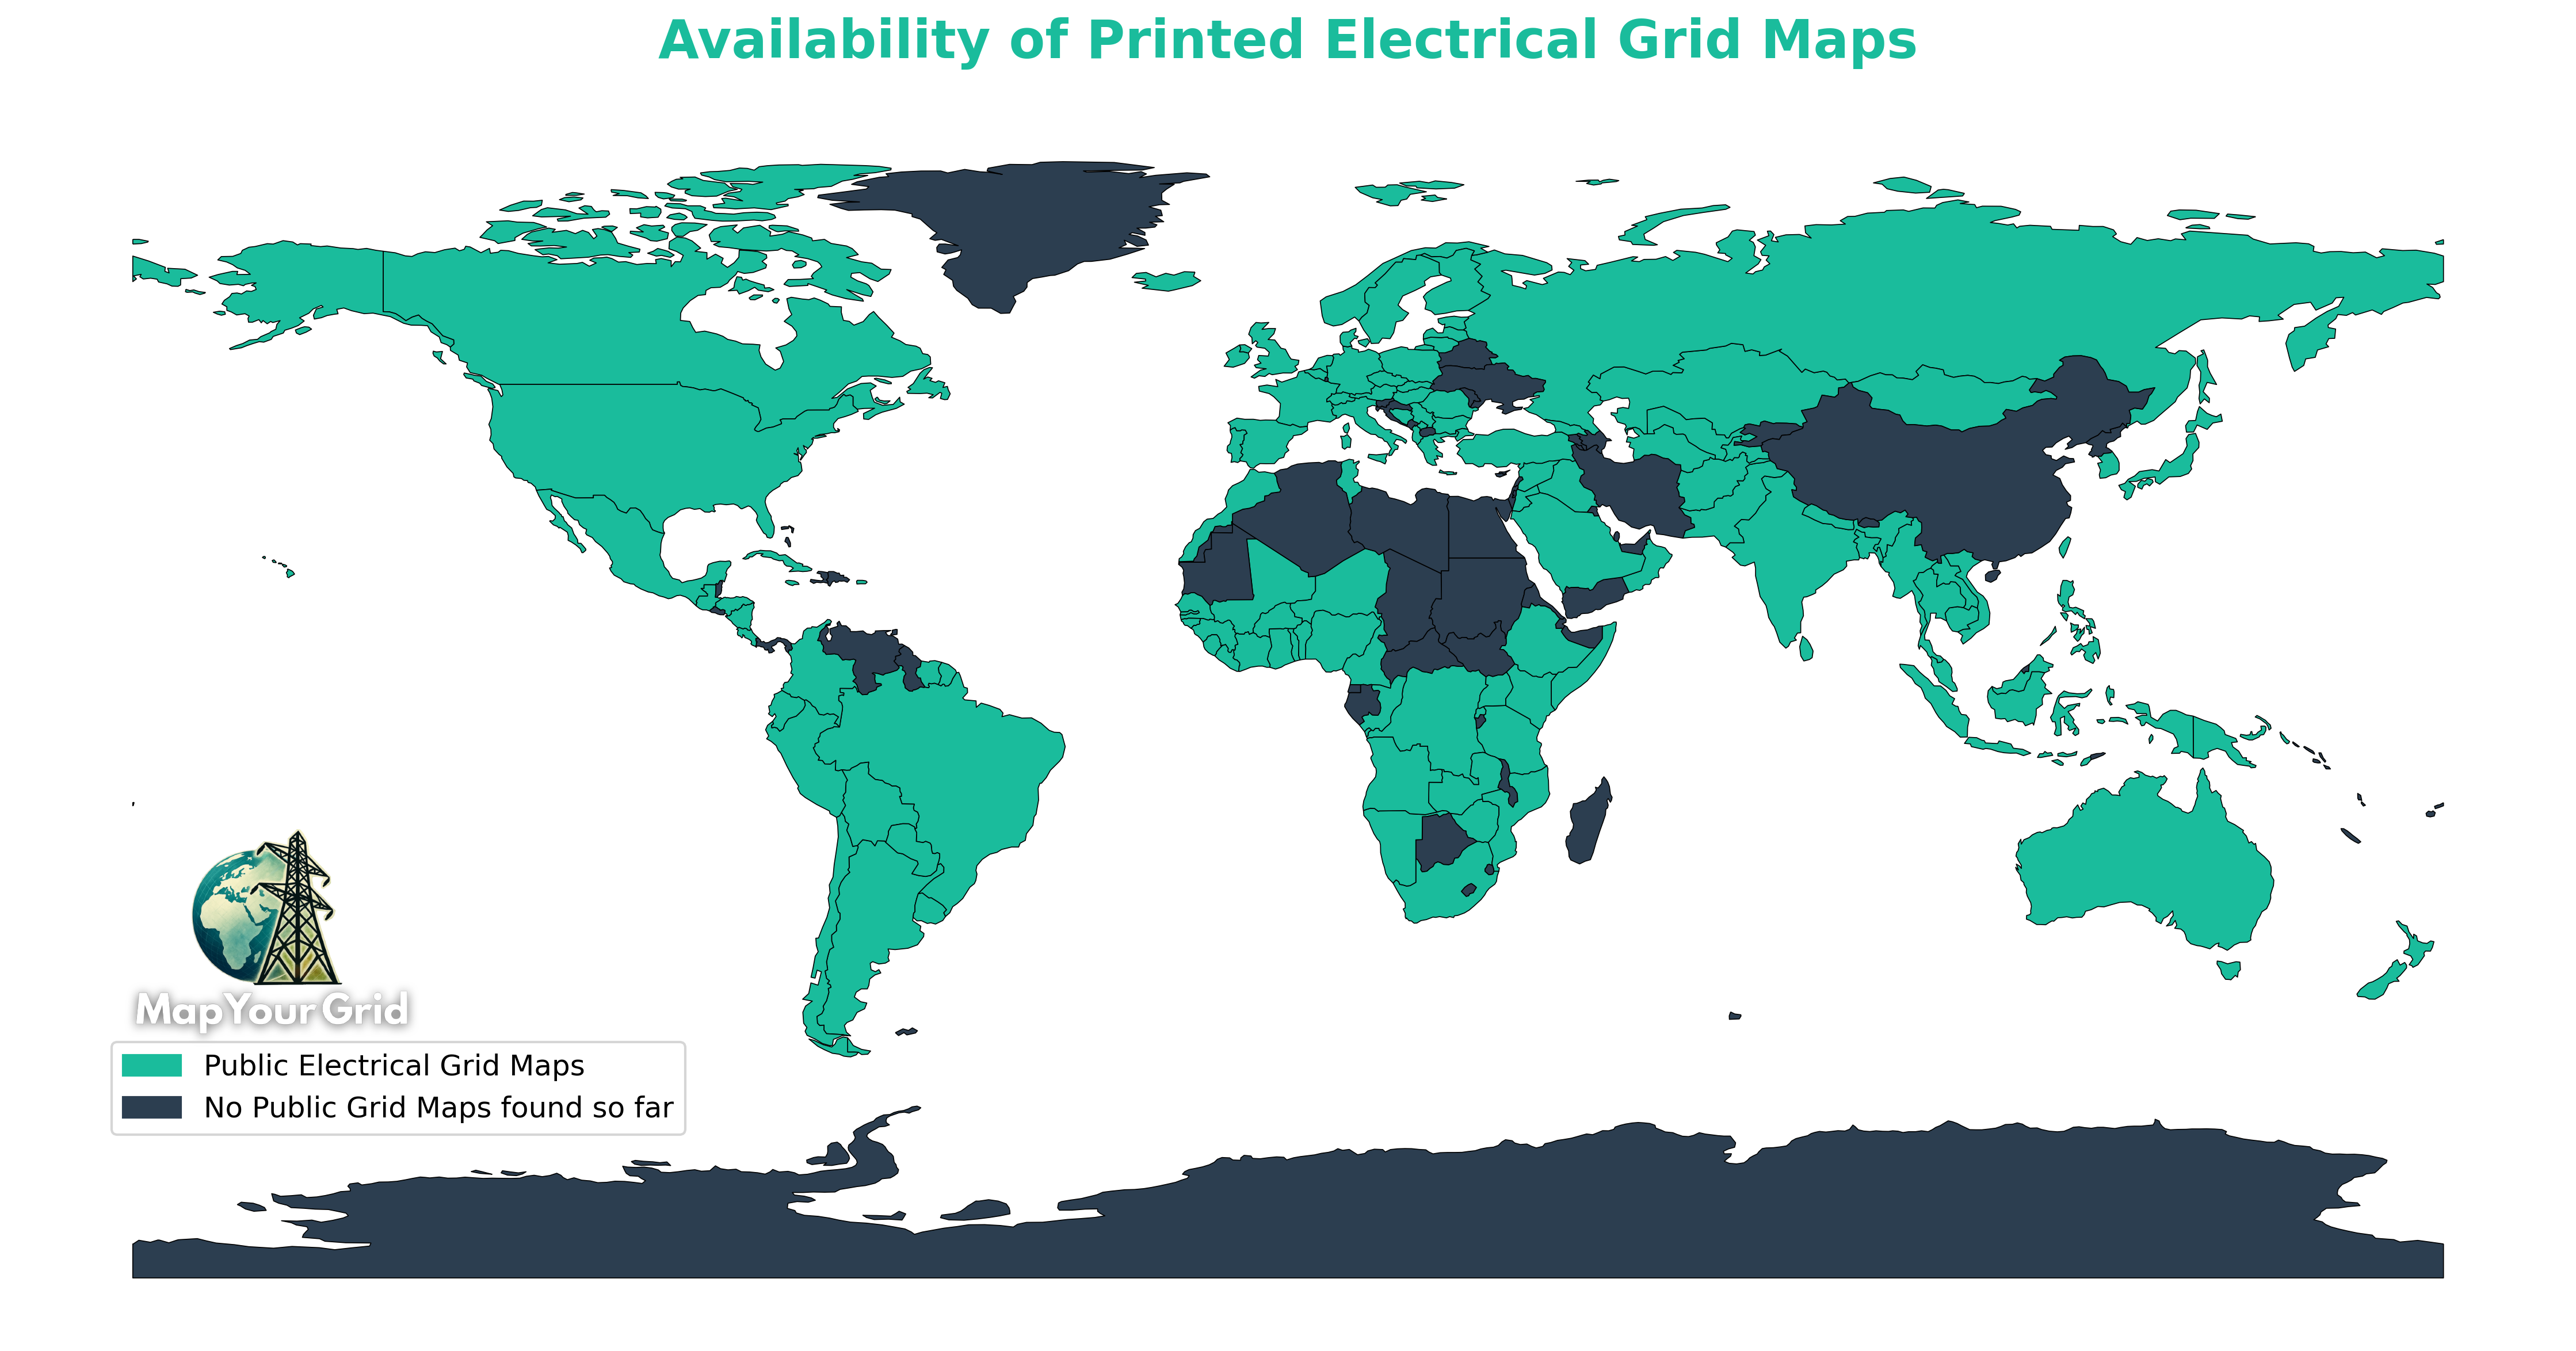 Availability of Printed Electrical Grid Maps
MapYourGrid
Public Electrical Grid Maps
No Public Grid Maps found so far